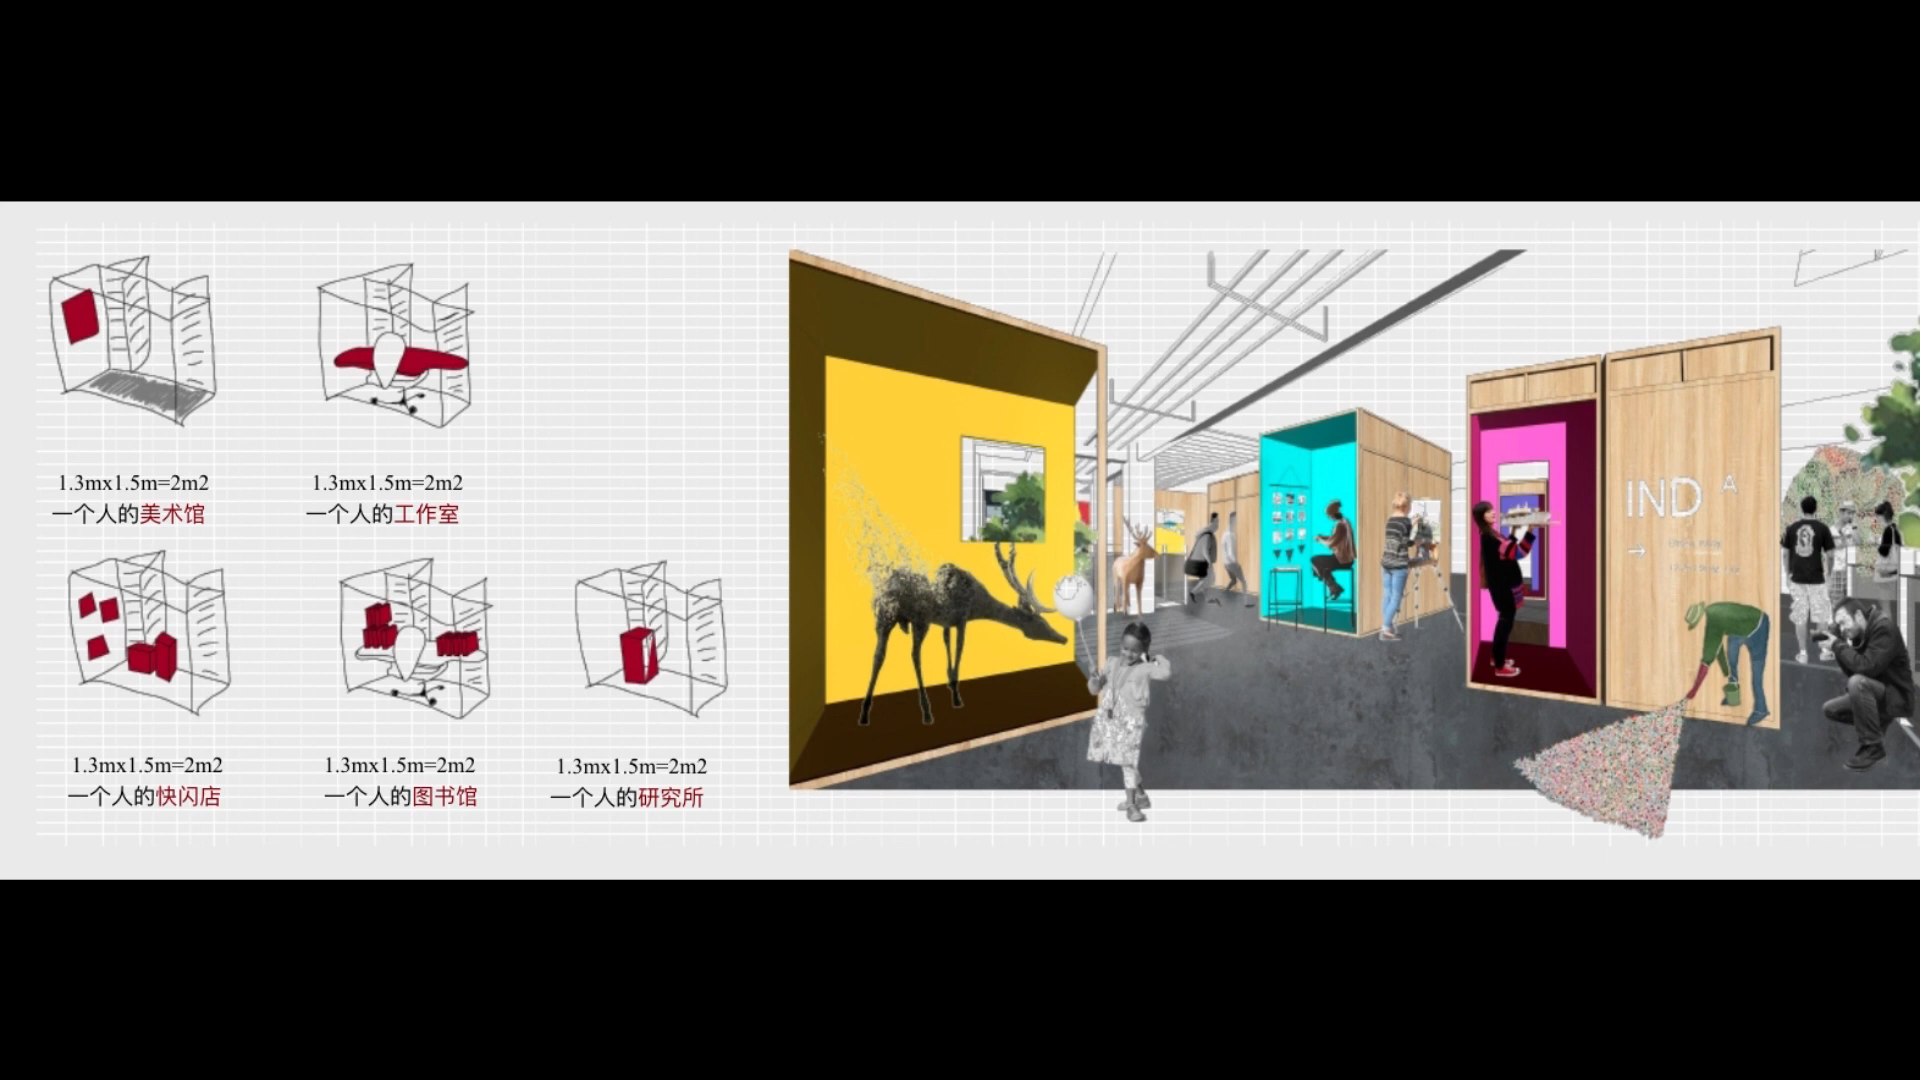 1.3mx1.5m=2m2
一个人的美术馆
1.3mx1.5m=2m2
一个人的工作室
1.3mx1.5m=2m2
一个人的快闪店
1.3mx1.5m=2m2
一个人的图书馆
1.3mx1.5m=2m2
一个人的研究所
IND A
→